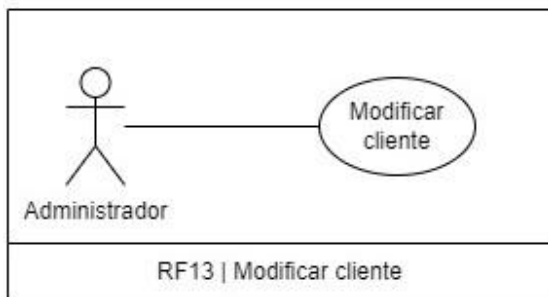 Modificar
cliente
Administrador
RF13 | Modificar cliente